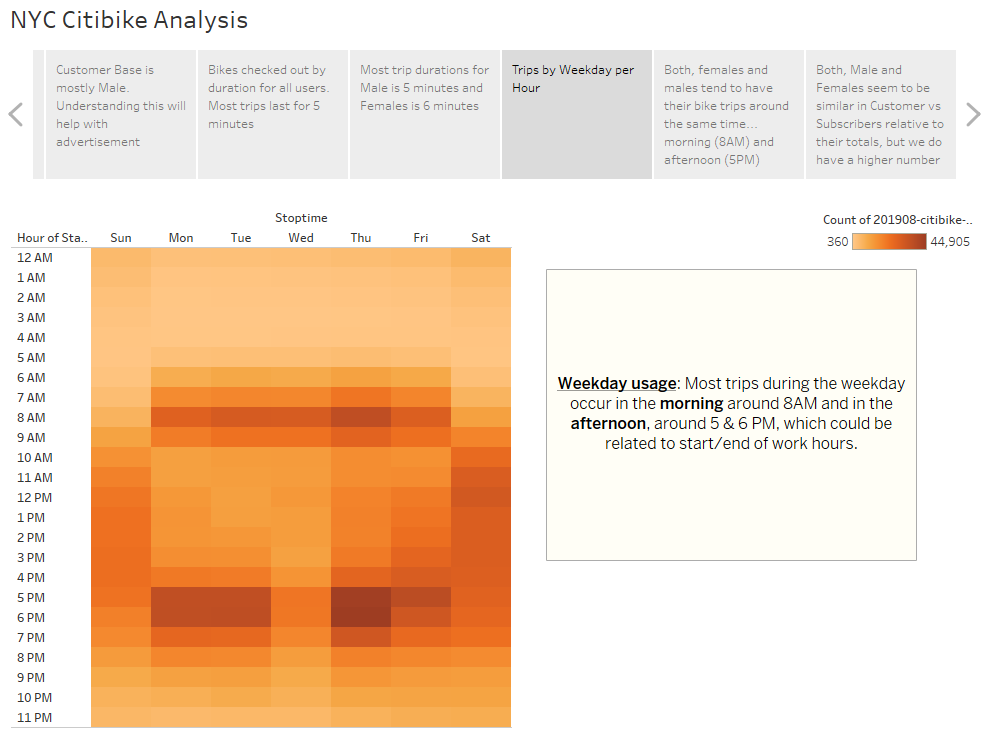 NYC Citibike Analysis
Customer Base is
mostly Male.
Understanding this will
help with
advertisement
Bikes checked out by
duration for all users.
Most trips last for 5
minutes
Most trip durations for
Male is 5 minutes and
Females is 6 minutes
Trips by Weekday per
Hour
Both, females and
males tend to have
their bike trips around
the same time...
morning (8AM) and
afternoon (5PM)
Both, Male and
Females seem to be
similar in Customer vs
Subscribers relative to
their totals, but we do
have a higher number
Stoptime
Hour of Sta.. Sun Mon Tue Wed Thu Fri Sat
12 AM
1 AM
2 AM
3 AM
4 AM
5 AM
6 AM
7 AM
8 AM
9 AM
10 AM
11 AM
12 PM
1 PM
2 PM
3 PM
4 PM
5 PM
6 PM
7 PM
8 PM
9 PM
10 PM
11 PM
Count of 201908-citibike-..
360 44,905
Weekday usage: Most trips during the weekday
occur in the morning around 8AM and in the
afternoon, around 5 & 6 PM, which could be
related to start/end of work hours.